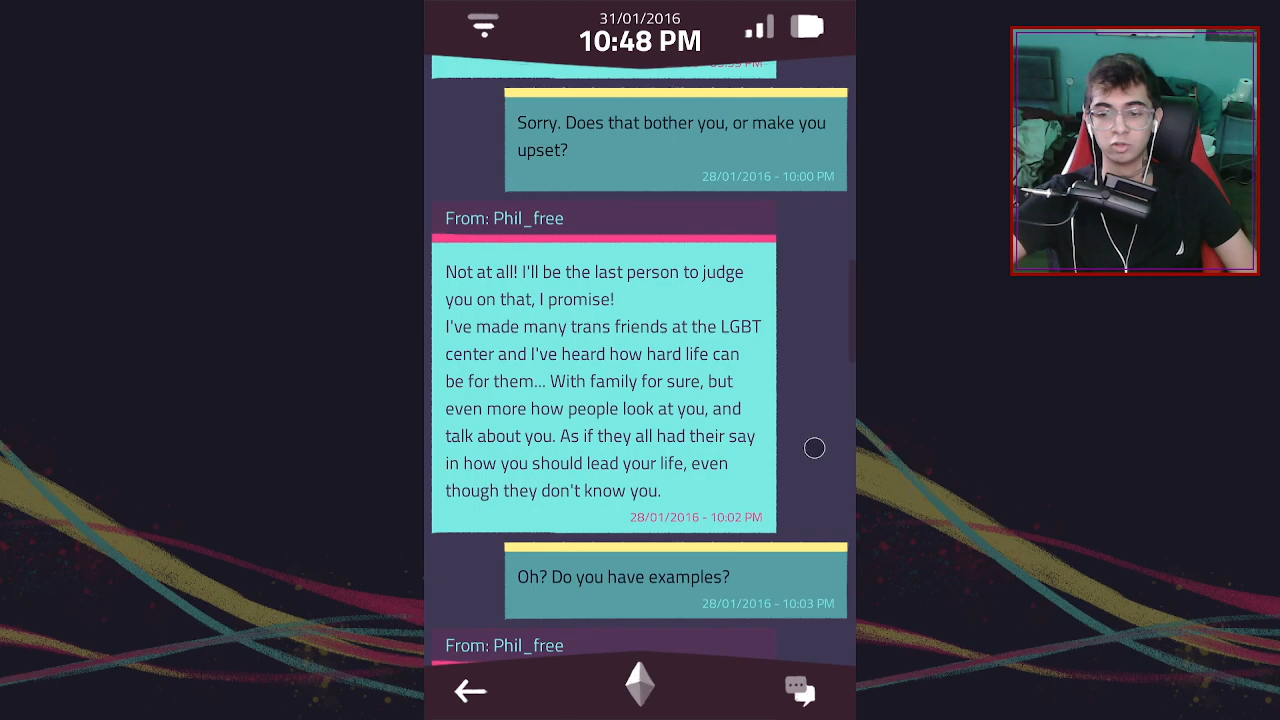 31/01/2016
10:48 PM
Sorry. Does that bother you, or make you
upset?
28/01/2016 - 10:00 PM
From: Phil_free
Not at all! I'll be the last person to judge
you on that, I promise!
I've made many trans friends at the LGBT
center and I've heard how hard life can
be for them... With family for sure, but
even more how people look at you, and
talk about you. As if they all had their say
in how you should lead your life, even
though they don't know you.
28/01/2016 - 10:02 PM
Oh? Do you have examples?
28/01/2016 - 10:03 PM
From: Phil_free